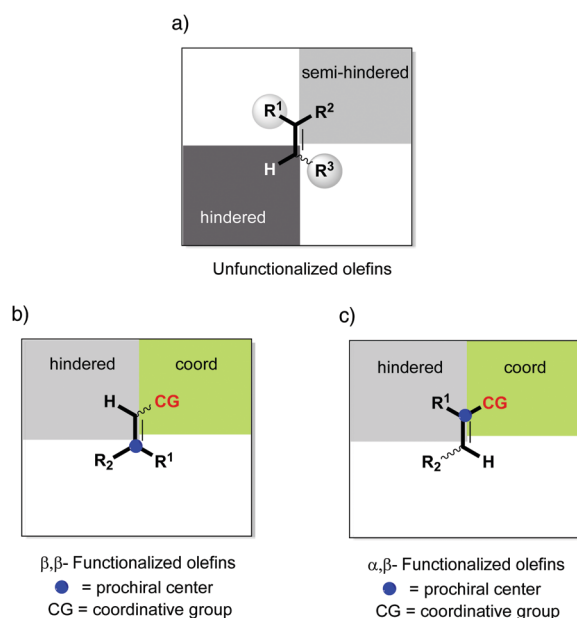 a)
semi-hindered
R¹ R²
H R³
hindered
Unfunctionalized olefins
b)
hindered coord
H CG
R₂ R¹
β,β- Functionalized olefins
= prochiral center
CG = coordinative group
c)
hindered coord
R¹ CG
R₂ H
α,β- Functionalized olefins
= prochiral center
CG = coordinative group